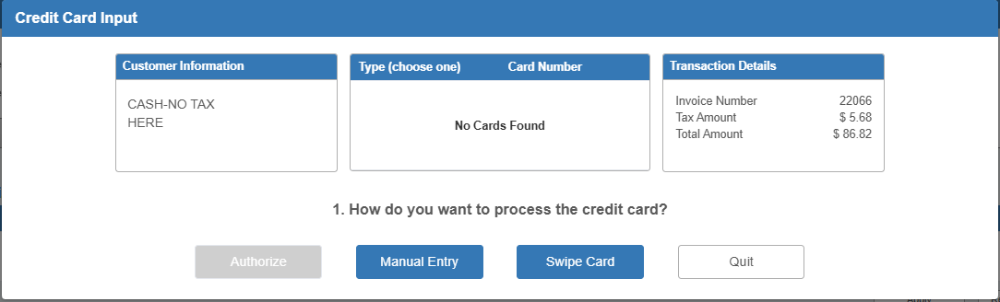 Credit Card Input
Customer Information
CASH-NO TAX
HERE
Type (choose one) Card Number
No Cards Found
Transaction Details
Invoice Number 22066
Tax Amount $ 5.68
Total Amount $ 86.82
1. How do you want to process the credit card?
Authorize Manual Entry Swipe Card Quit